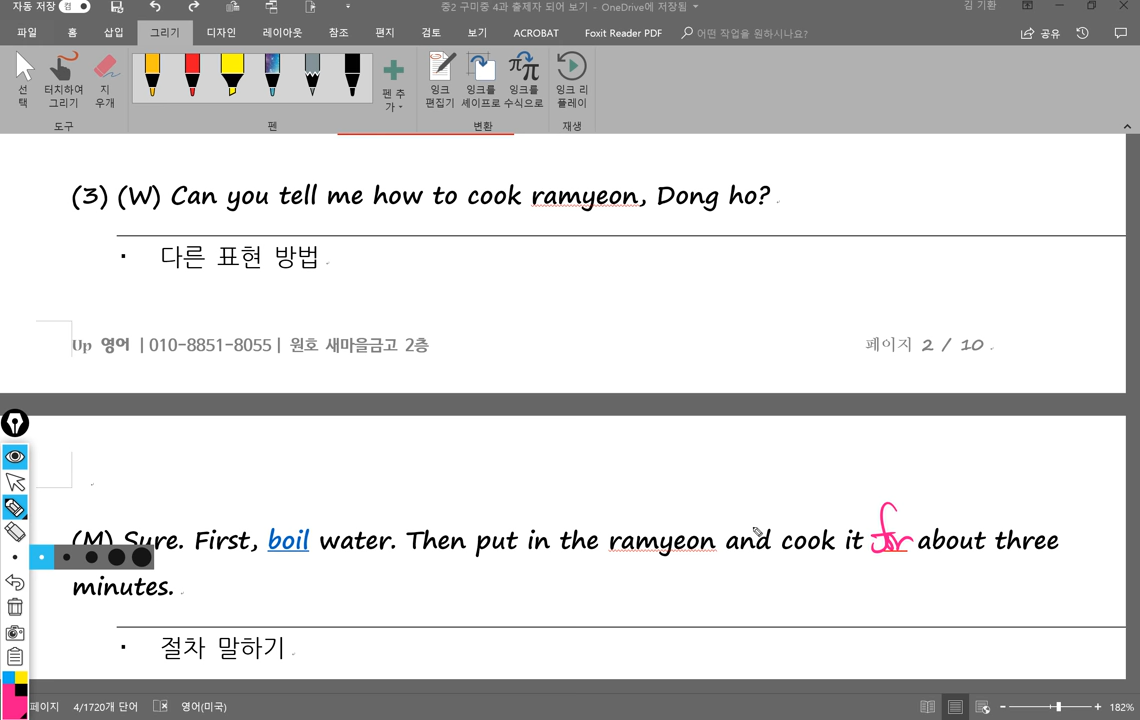 자동 저장 켬
중2 구미중 4과 출제자 되어 보기 - OneDrive에 저장됨
김 기환
파일 홈 삽입 그리기 디자인 레이아웃 참조 편지 검토 보기 ACROBAT Foxit Reader PDF 어떤 작업을 원하시나요? 공유
선택
터치하여 그리기
지우개
펜 추가
잉크 편집기
잉크를 셰이프로
잉크를 수식으로
잉크 리플레이
도구 펜 변환 재생
(3) (W) Can you tell me how to cook ramyeon, Dong ho?
· 다른 표현 방법
Up 영어 | 010-8851-8055 | 원호 새마을금고 2층
페이지 2 / 10
(M) Sure. First, boil water. Then put in the ramyeon and cook it for about three
minutes.
· 절차 말하기
페이지 4/1720개 단어 영어(미국) 182%